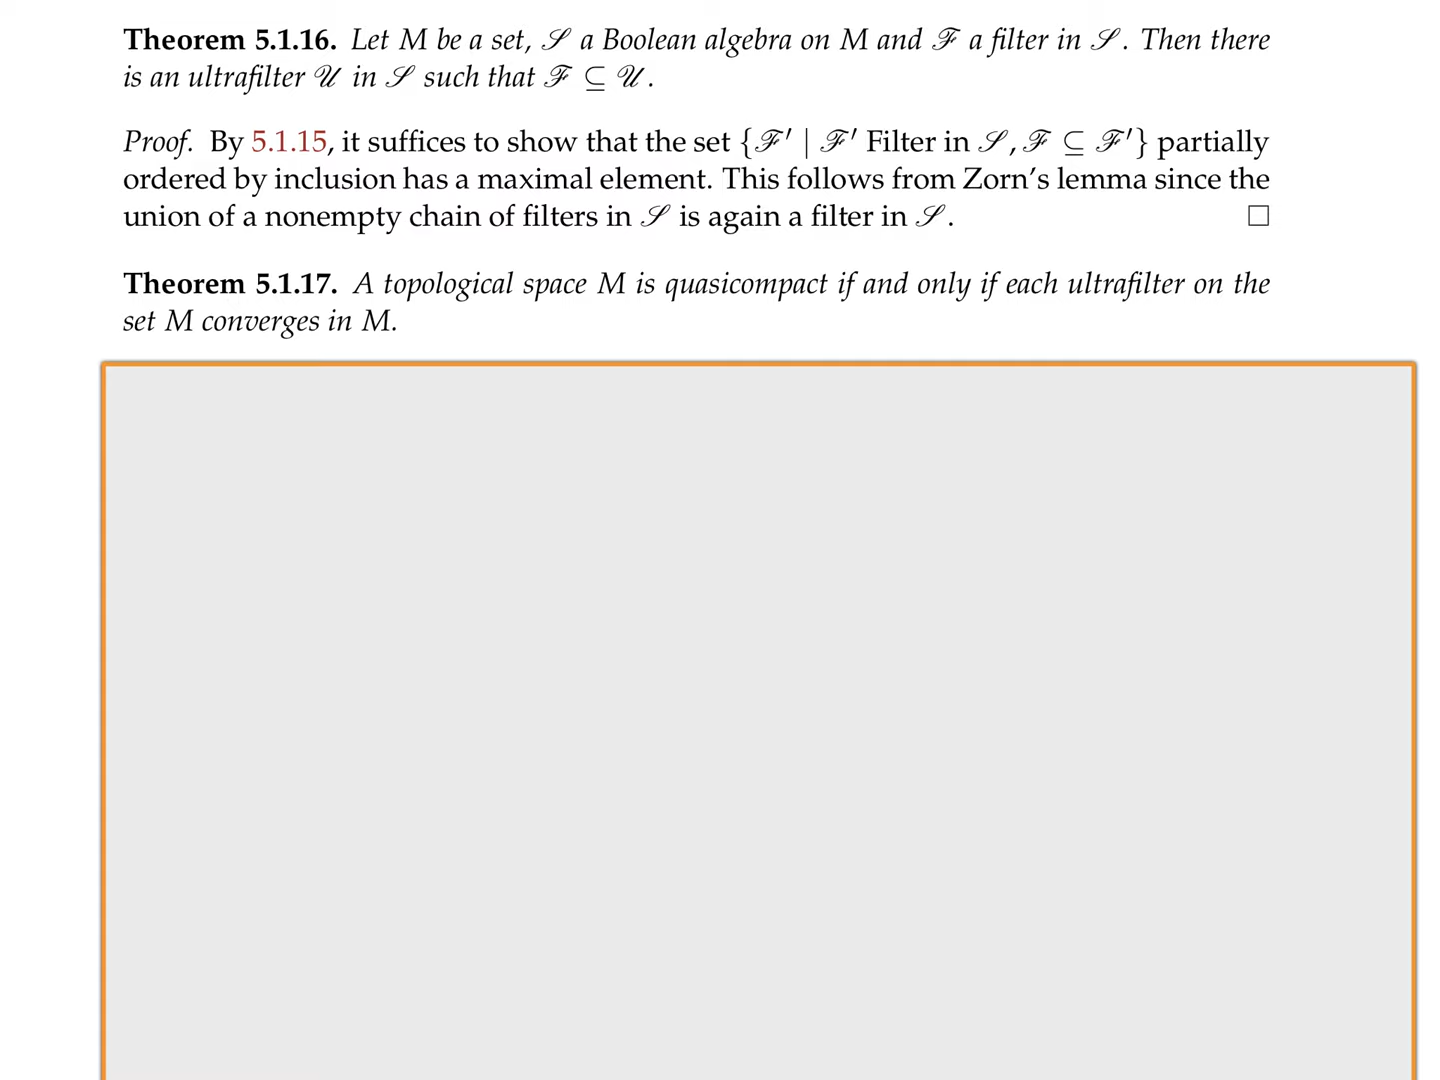 Theorem 5.1.16. Let M be a set, 𝒮 a Boolean algebra on M and ℱ a filter in 𝒮. Then there
is an ultrafilter 𝒰 in 𝒮 such that ℱ ⊆ 𝒰.
Proof. By 5.1.15, it suffices to show that the set {ℱ′ | ℱ′ Filter in 𝒮, ℱ ⊆ ℱ′} partially
ordered by inclusion has a maximal element. This follows from Zorn’s lemma since the
union of a nonempty chain of filters in 𝒮 is again a filter in 𝒮. □
Theorem 5.1.17. A topological space M is quasicompact if and only if each ultrafilter on the
set M converges in M.